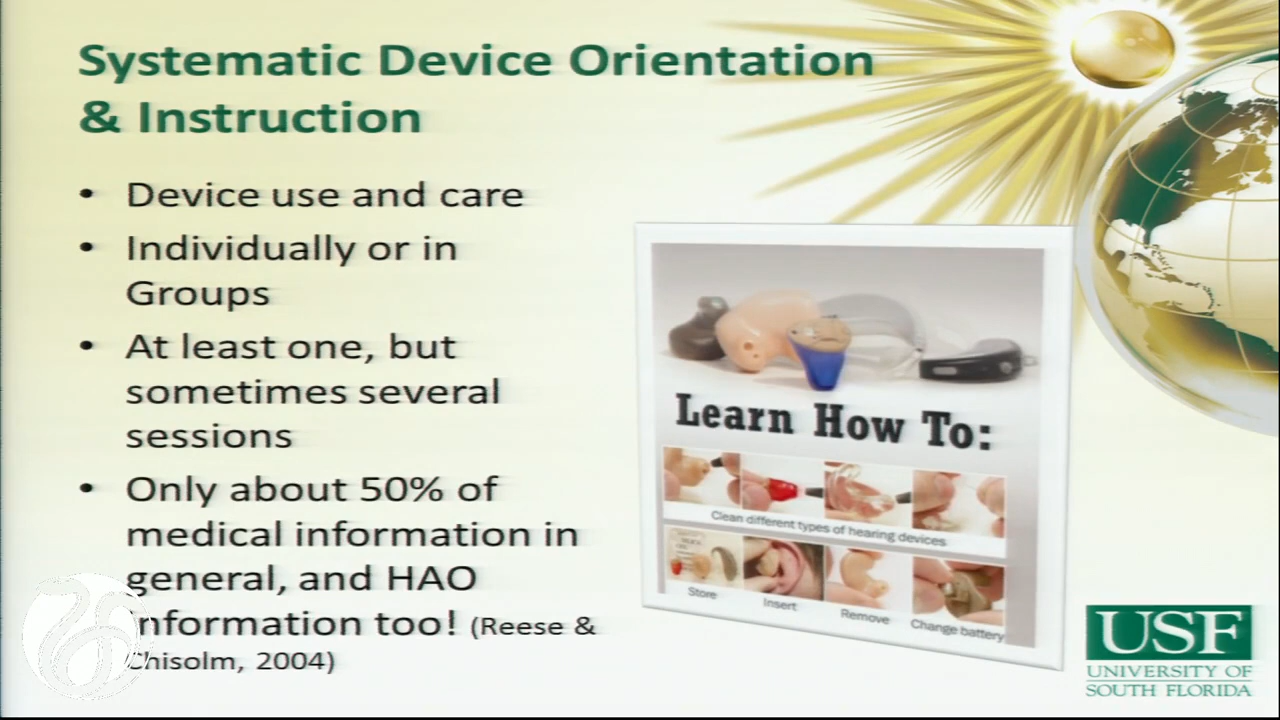 Systematic Device Orientation
& Instruction
• Device use and care
• Individually or in
Groups
• At least one, but
sometimes several
sessions
• Only about 50% of
medical information in
general, and HAO
information too! (Reese &
Chisolm, 2004)
Learn How To:
Clean different types of hearing devices
Store
Insert
Remove
Change battery
USF
UNIVERSITY OF
SOUTH FLORIDA